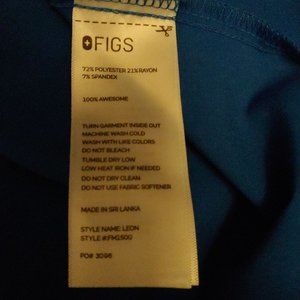 FIGS
72% POLYESTER 21% RAYON
7% SPANDEX
100% AWESOME
TURN GARMENT INSIDE OUT
MACHINE WASH COLD
WASH WITH LIKE COLORS
DO NOT BLEACH
TUMBLE DRY LOW
LOW HEAT IRON IF NEEDED
DO NOT DRY CLEAN
DO NOT USE FABRIC SOFTENER
MADE IN SRI LANKA
STYLE NAME: LEON
STYLE #:FM1500
PO# 3096